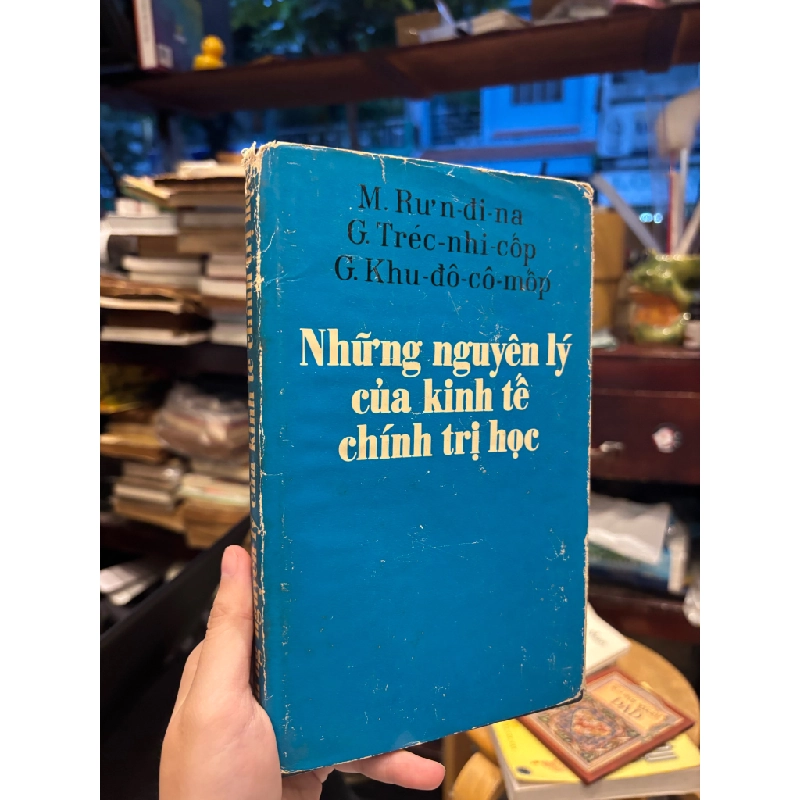 M. Rưn-đi-na
G. Tréc-nhi-cốp
G. Khu-đô-cô-mốp
Những nguyên lý
của kinh tế
chính trị học